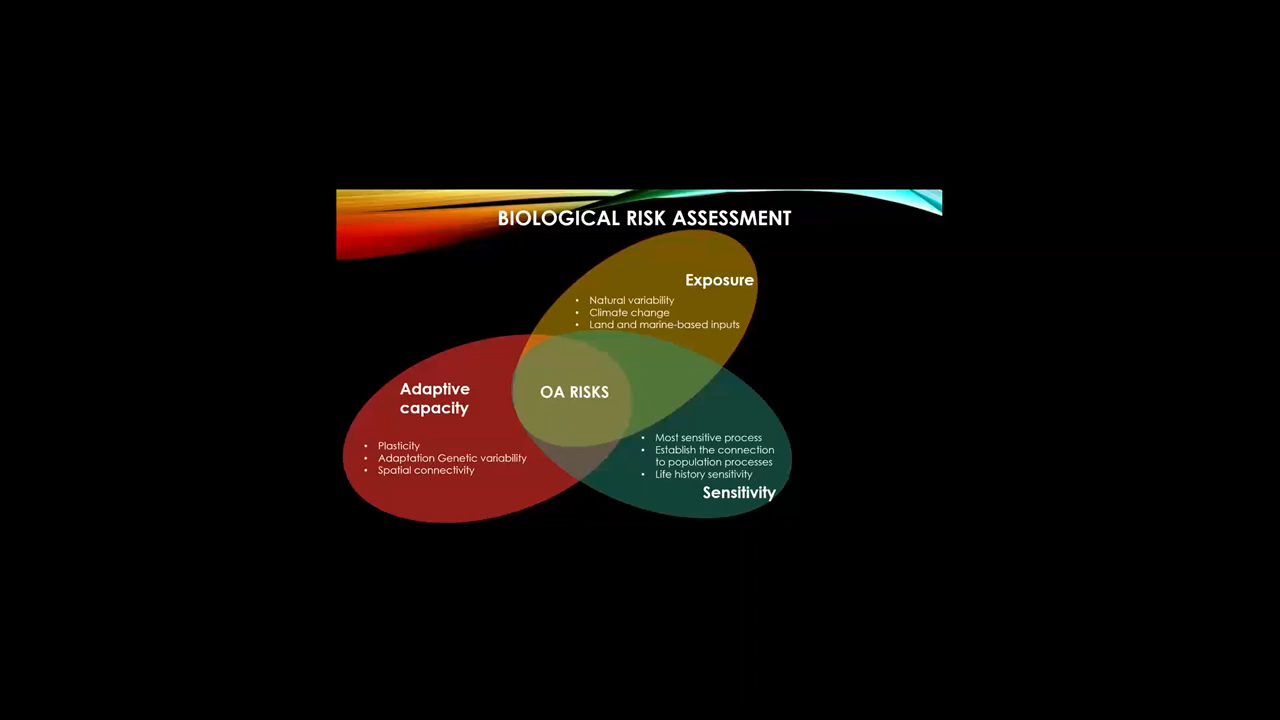 BIOLOGICAL RISK ASSESSMENT
Exposure
• Natural variability
• Climate change
• Land and marine-based inputs
Adaptive
capacity
OA RISKS
• Plasticity
• Adaptation Genetic variability
• Spatial connectivity
• Most sensitive process
• Establish the connection
to population processes
• Life history sensitivity
Sensitivity